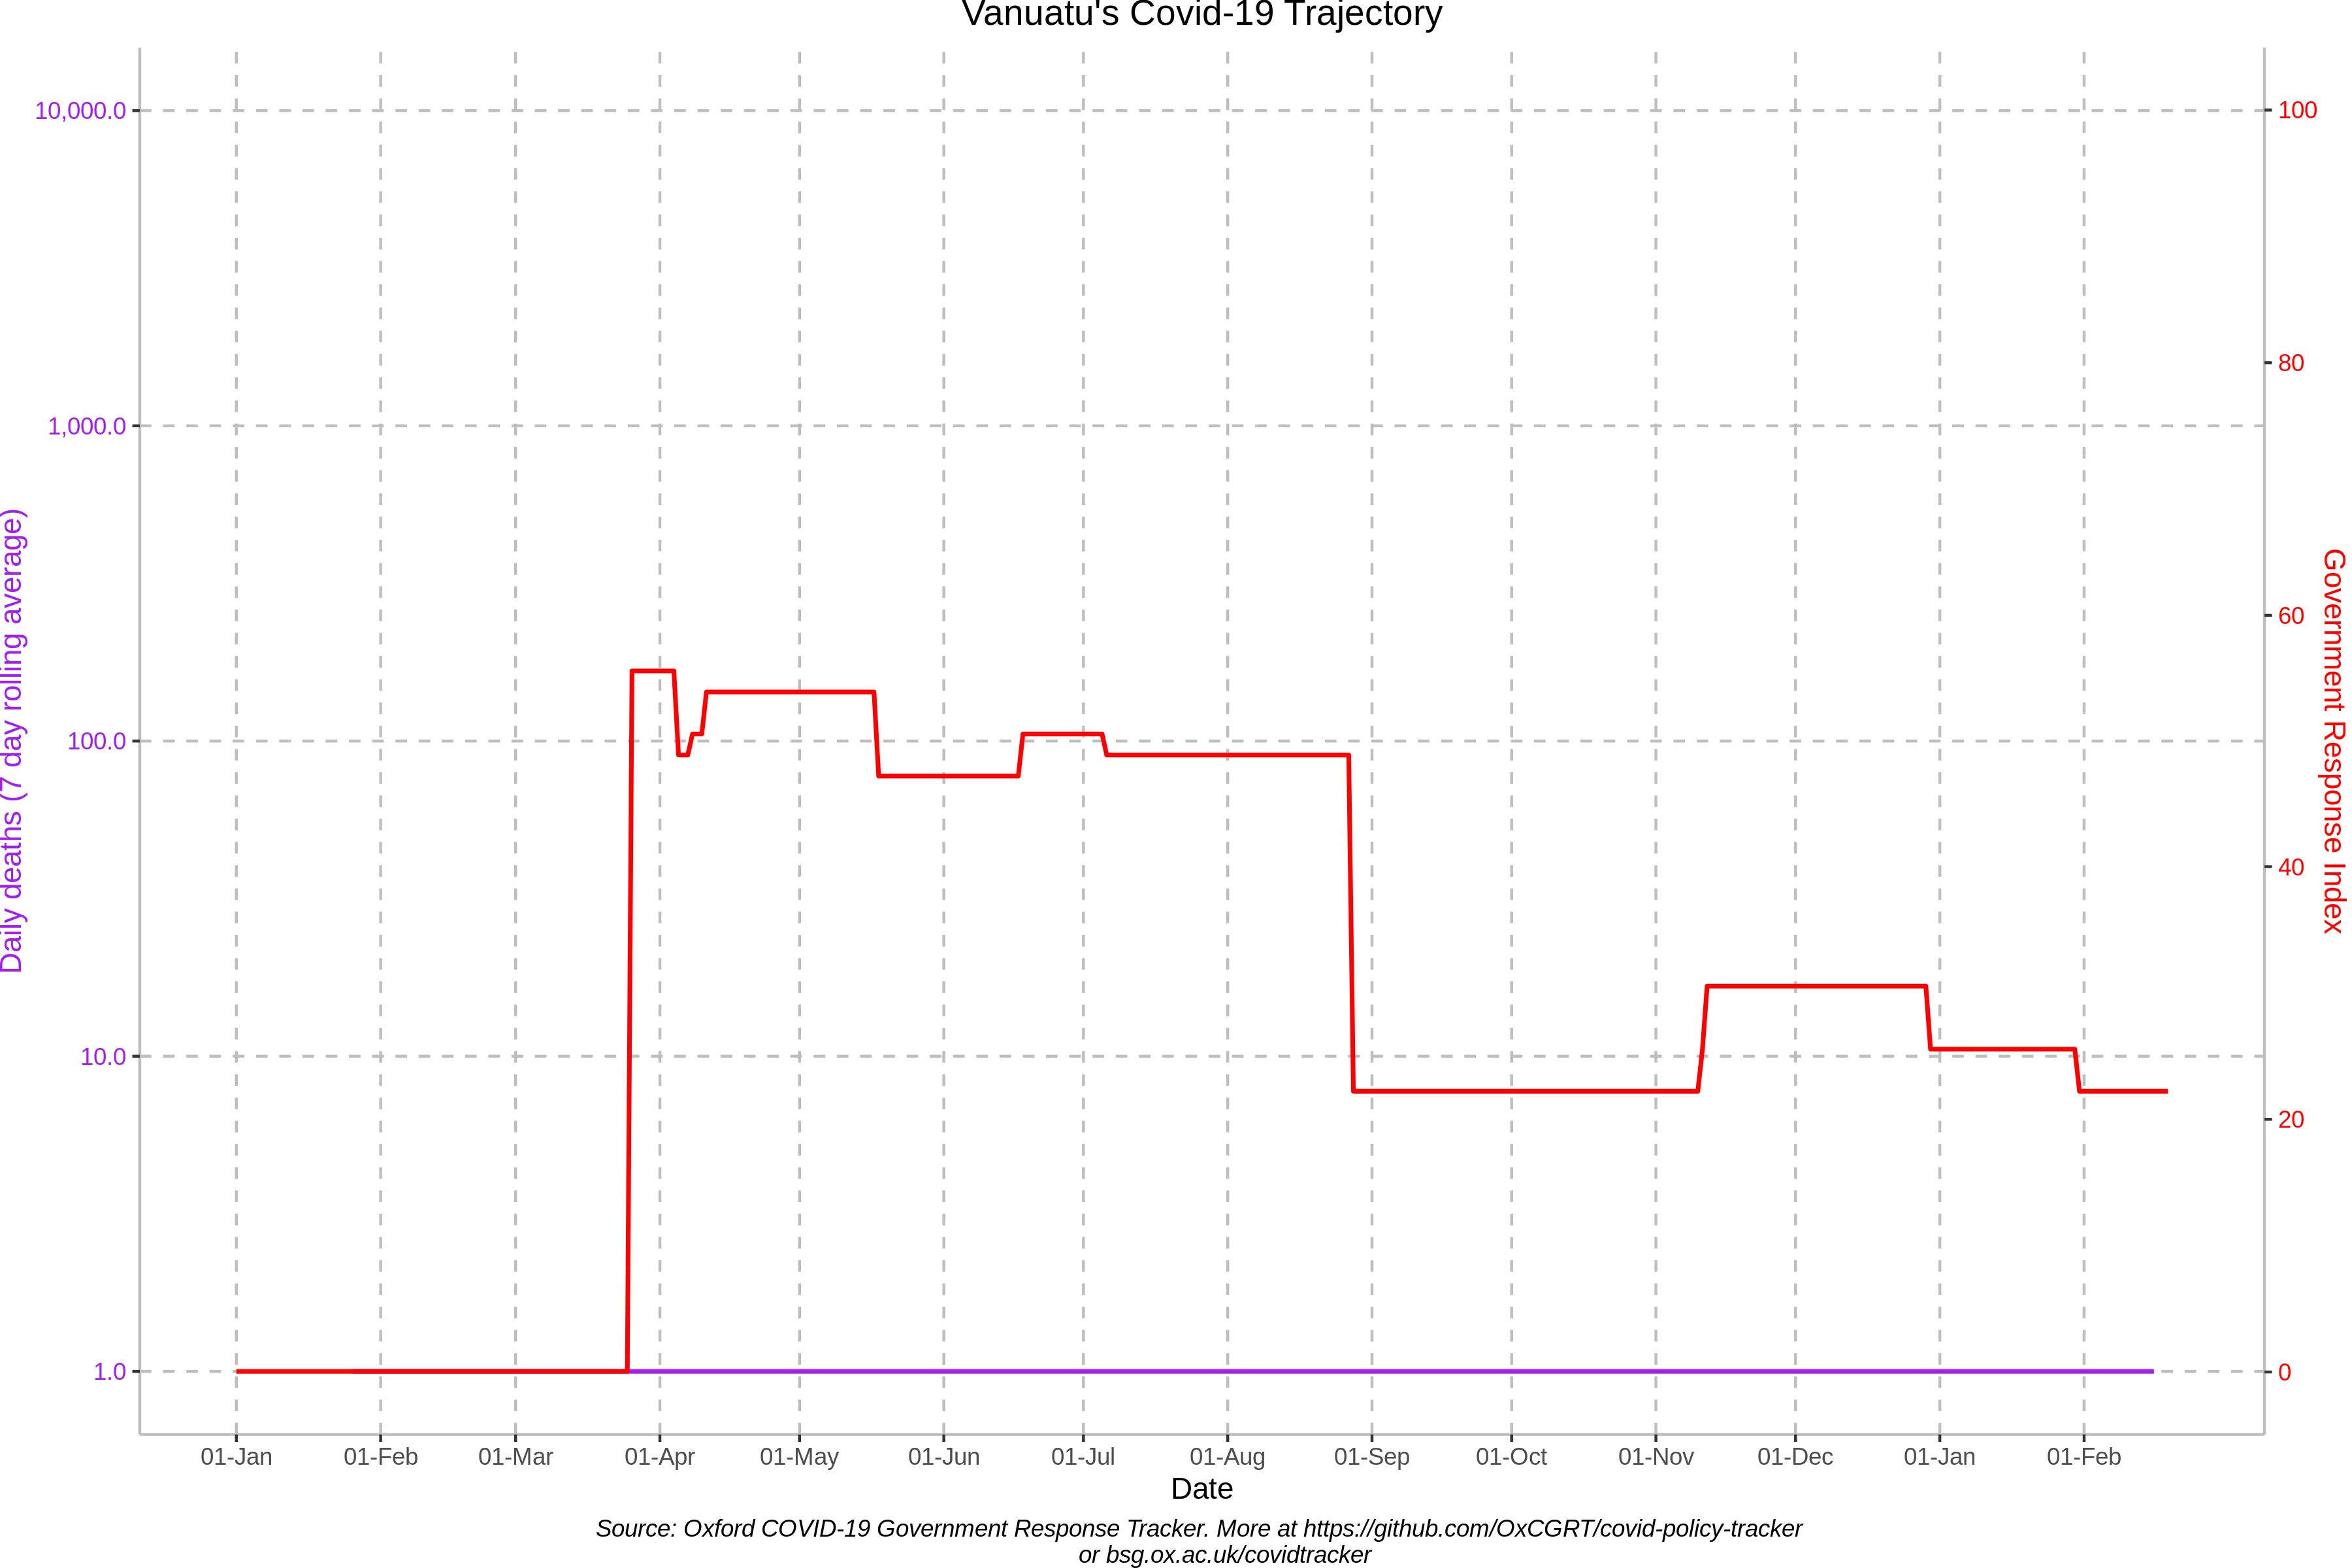 Vanuatu's Covid-19 Trajectory
10,000.0
1,000.0
100.0
10.0
1.0
Daily deaths (7 day rolling average)
100
80
60
40
20
0
Government Response Index
01-Jan 01-Feb 01-Mar 01-Apr 01-May 01-Jun 01-Jul 01-Aug 01-Sep 01-Oct 01-Nov 01-Dec 01-Jan 01-Feb
Date
Source: Oxford COVID-19 Government Response Tracker. More at https://github.com/OxCGRT/covid-policy-tracker
or bsg.ox.ac.uk/covidtracker